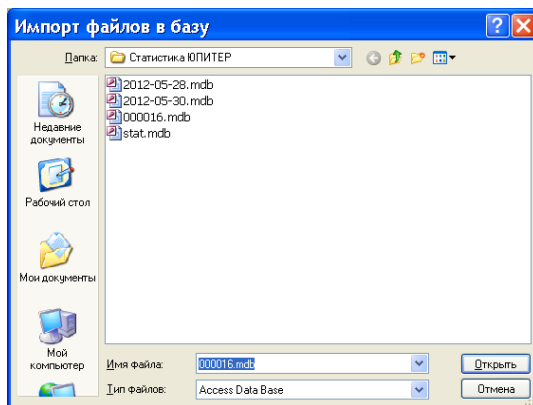 Импорт файлов в базу
Папка: Статистика ЮПИТЕР
2012-05-28.mdb
2012-05-30.mdb
000016.mdb
stat.mdb
Недавние
документы
Рабочий стол
Мои документы
Мой
компьютер
Имя файла: 000016.mdb Открыть
Тип файлов: Access Data Base Отмена